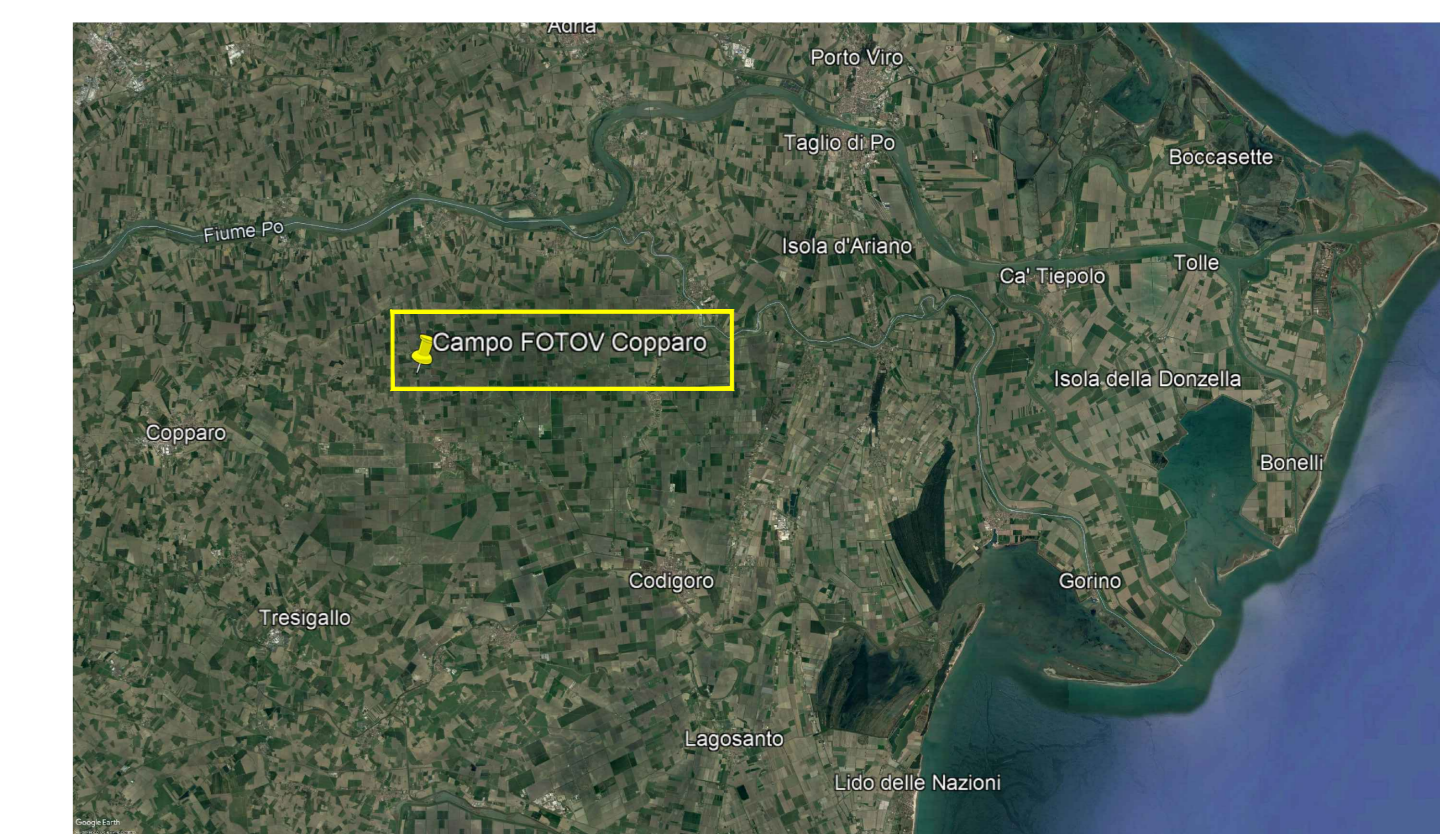 Adria
Porto Viro
Taglio di Po
Boccasette
Fiume Po
Isola d'Ariano
Tolle
Ca' Tiepolo
Campo FOTOV Copparo
Isola della Donzella
Copparo
Bonelli
Codigoro
Gorino
Tresigallo
Lagosanto
Lido delle Nazioni
Google Earth